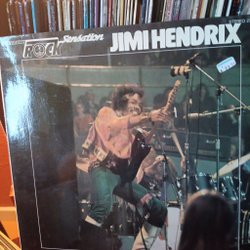 ROCK Sensation
JIMI HENDRIX